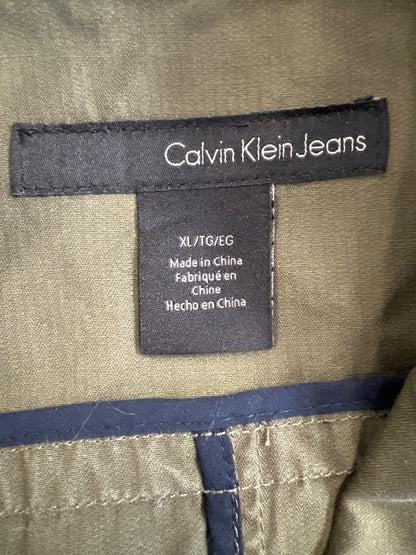 Calvin Klein Jeans
XL/TG/EG
Made in China
Fabriqué en
Chine
Hecho en China